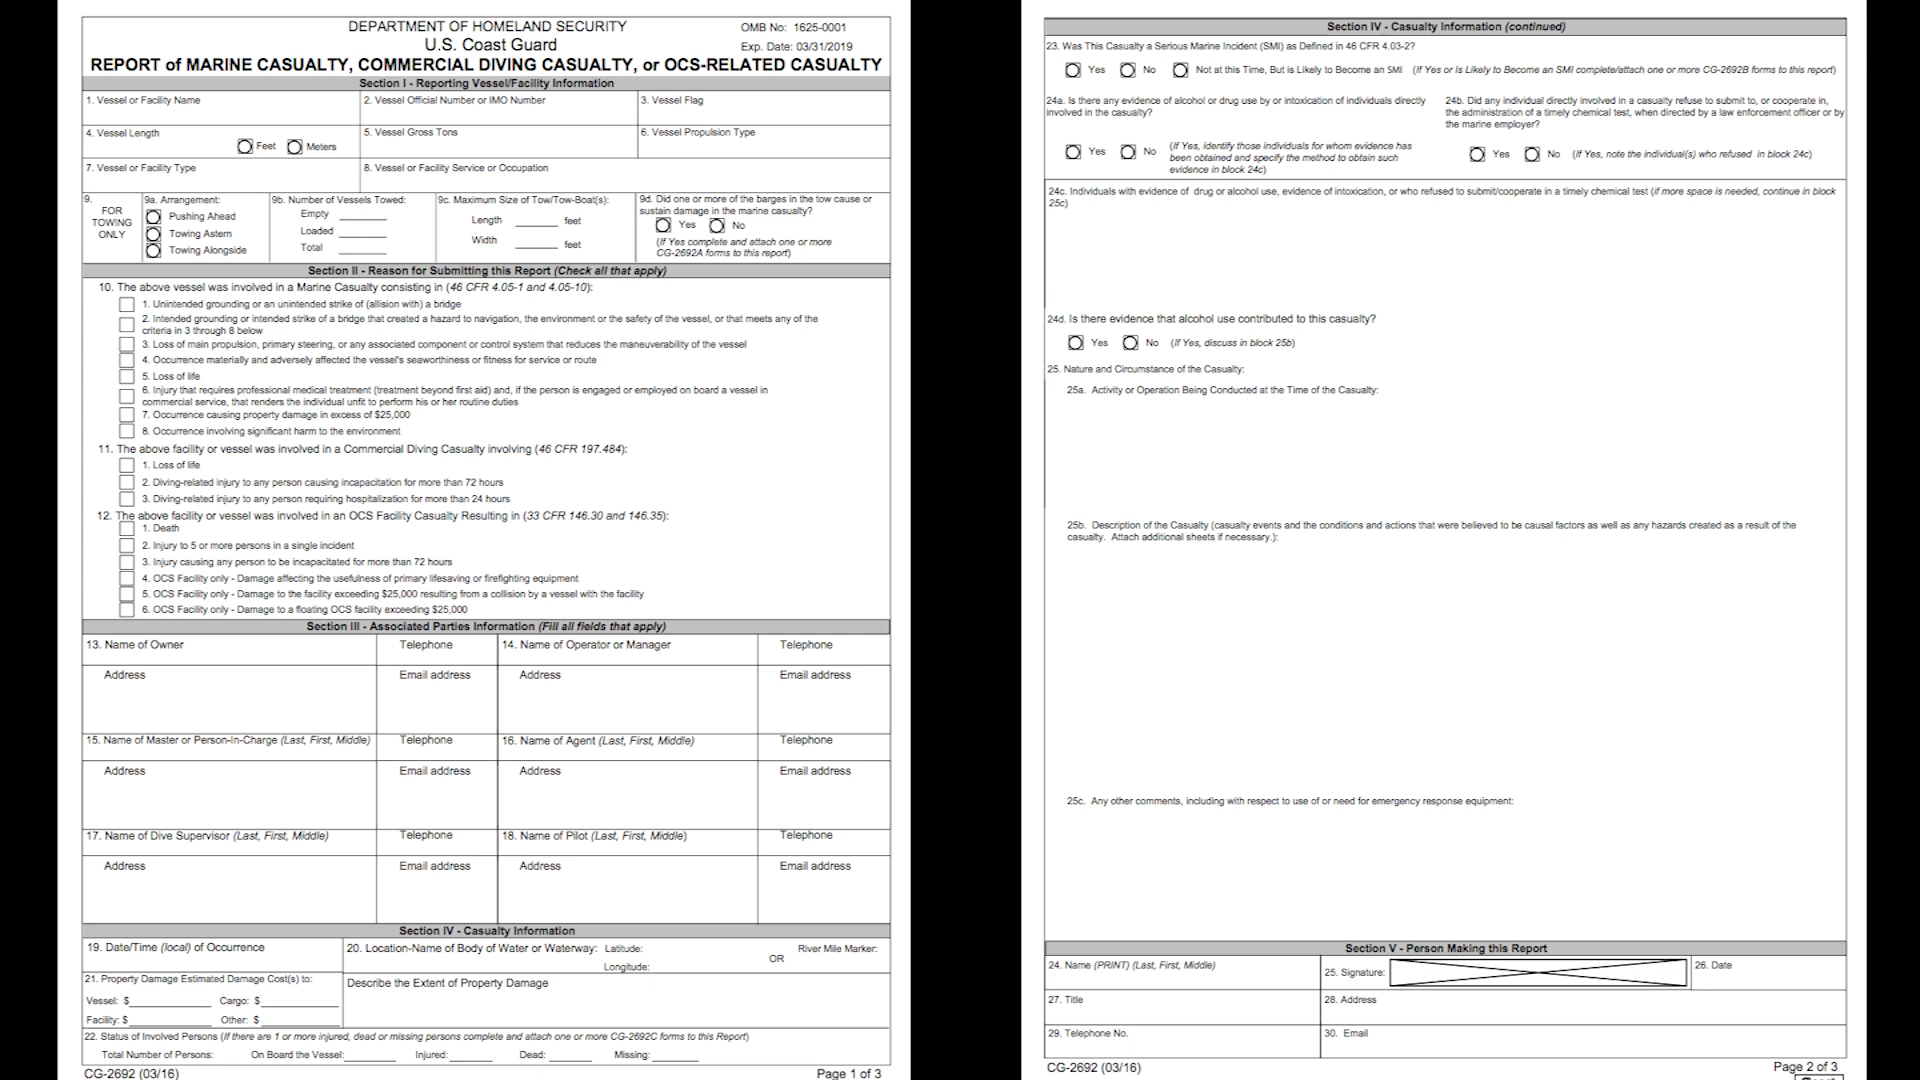 DEPARTMENT OF HOMELAND SECURITY
U.S. Coast Guard
OMB No: 1625-0001
Exp. Date: 03/31/2019
REPORT of MARINE CASUALTY, COMMERCIAL DIVING CASUALTY, or OCS-RELATED CASUALTY
Section I - Reporting Vessel/Facility Information
1. Vessel or Facility Name
2. Vessel Official Number or IMO Number
3. Vessel Flag
4. Vessel Length
Feet
Meters
5. Vessel Gross Tons
6. Vessel Propulsion Type
7. Vessel or Facility Type
8. Vessel or Facility Service or Occupation
9.
FOR
TOWING
ONLY
9a. Arrangement:
Pushing Ahead
Towing Astern
Towing Alongside
9b. Number of Vessels Towed:
Empty
Loaded
Total
9c. Maximum Size of Tow/Tow-Boat(s):
Length feet
Width feet
9d. Did one or more of the barges in the tow cause or
sustain damage in the marine casualty?
Yes No
(If Yes complete and attach one or more
CG-2692A forms to this report)
Section II - Reason for Submitting this Report (Check all that apply)
10. The above vessel was involved in a Marine Casualty consisting in (46 CFR 4.05-1 and 4.05-10):
1. Unintended grounding or an unintended strike of (allision with) a bridge
2. Intended grounding or intended strike of a bridge that created a hazard to navigation, the environment or the safety of the vessel, or that meets any of the
criteria in 3 through 8 below
3. Loss of main propulsion, primary steering, or any associated component or control system that reduces the maneuverability of the vessel
4. Occurrence materially and adversely affected the vessel's seaworthiness or fitness for service or route
5. Loss of life
6. Injury that requires professional medical treatment (treatment beyond first aid) and, if the person is engaged or employed on board a vessel in
commercial service, that renders the individual unfit to perform his or her routine duties
7. Occurrence causing property damage in excess of $25,000
8. Occurrence involving significant harm to the environment
11. The above facility or vessel was involved in a Commercial Diving Casualty involving (46 CFR 197.484):
1. Loss of life
2. Diving-related injury to any person causing incapacitation for more than 72 hours
3. Diving-related injury to any person requiring hospitalization for more than 24 hours
12. The above facility or vessel was involved in an OCS Facility Casualty Resulting in (33 CFR 146.30 and 146.35):
1. Death
2. Injury to 5 or more persons in a single incident
3. Injury causing any person to be incapacitated for more than 72 hours
4. OCS Facility only - Damage affecting the usefulness of primary lifesaving or firefighting equipment
5. OCS Facility only - Damage to the facility exceeding $25,000 resulting from a collision by a vessel with the facility
6. OCS Facility only - Damage to a floating OCS facility exceeding $25,000
Section III - Associated Parties Information (Fill all fields that apply)
13. Name of Owner
Telephone
14. Name of Operator or Manager
Telephone
Address
Email address
Address
Email address
15. Name of Master or Person-In-Charge (Last, First, Middle)
Telephone
16. Name of Agent (Last, First, Middle)
Telephone
Address
Email address
Address
Email address
17. Name of Dive Supervisor (Last, First, Middle)
Telephone
18. Name of Pilot (Last, First, Middle)
Telephone
Address
Email address
Address
Email address
Section IV - Casualty Information
19. Date/Time (local) of Occurrence
20. Location-Name of Body of Water or Waterway:
Latitude:
Longitude:
OR
River Mile Marker:
21. Property Damage Estimated Damage Cost(s) to:
Vessel: $ Cargo: $
Facility: $ Other: $
Describe the Extent of Property Damage
22. Status of Involved Persons (If there are 1 or more injured, dead or missing persons complete and attach one or more CG-2692C forms to this Report)
Total Number of Persons: On Board the Vessel: Injured: Dead: Missing:
CG-2692 (03/16)
Page 1 of 3
Section IV - Casualty Information (continued)
23. Was This Casualty a Serious Marine Incident (SMI) as Defined in 46 CFR 4.03-2?
Yes No Not at this Time, But is Likely to Become an SMI (If Yes or Is Likely to Become an SMI complete/attach one or more CG-2692B forms to this report)
24a. Is there any evidence of alcohol or drug use by or intoxication of individuals directly
involved in the casualty?
Yes No
(If Yes, identify those individuals for whom evidence has
been obtained and specify the method to obtain such
evidence in block 24c)
24b. Did any individual directly involved in a casualty refuse to submit to, or cooperate in,
the administration of a timely chemical test, when directed by a law enforcement officer or by
the marine employer?
Yes No (If Yes, note the individual(s) who refused in block 24c)
24c. Individuals with evidence of drug or alcohol use, evidence of intoxication, or who refused to submit/cooperate in a timely chemical test (if more space is needed, continue in block
25c)
24d. Is there evidence that alcohol use contributed to this casualty?
Yes No (If Yes, discuss in block 25b)
25. Nature and Circumstance of the Casualty:
25a. Activity or Operation Being Conducted at the Time of the Casualty:
25b. Description of the Casualty (casualty events and the conditions and actions that were believed to be causal factors as well as any hazards created as a result of the
casualty. Attach additional sheets if necessary.):
25c. Any other comments, including with respect to use of or need for emergency response equipment:
Section V - Person Making this Report
24. Name (PRINT) (Last, First, Middle)
25. Signature:
26. Date
27. Title
28. Address
29. Telephone No.
30. Email
CG-2692 (03/16)
Page 2 of 3